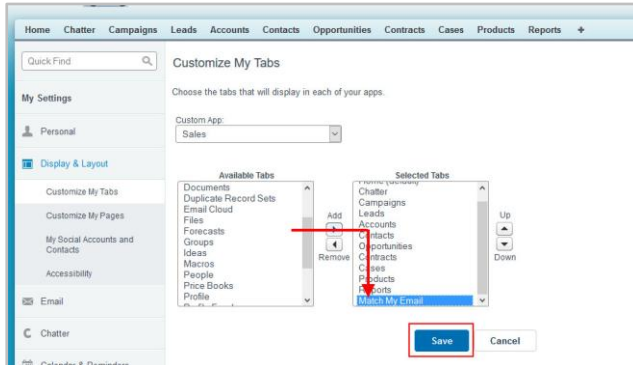 Home Chatter Campaigns Leads Accounts Contacts Opportunities Contracts Cases Products Reports +
Quick Find
Customize My Tabs
My Settings
Choose the tabs that will display in each of your apps.
Custom App:
Sales
Personal
Display & Layout
Customize My Tabs
Customize My Pages
My Social Accounts and
Contacts
Accessibility
Email
Chatter
Calendar & Reminders
Available Tabs
Documents
Duplicate Record Sets
Email Cloud
Files
Forecasts
Groups
Ideas
Macros
People
Price Books
Profile
Add
Remove
Selected Tabs
Home (default)
Chatter
Campaigns
Leads
Accounts
Contacts
Opportunities
Contracts
Cases
Products
Reports
Match My Email
Up
Down
Save Cancel